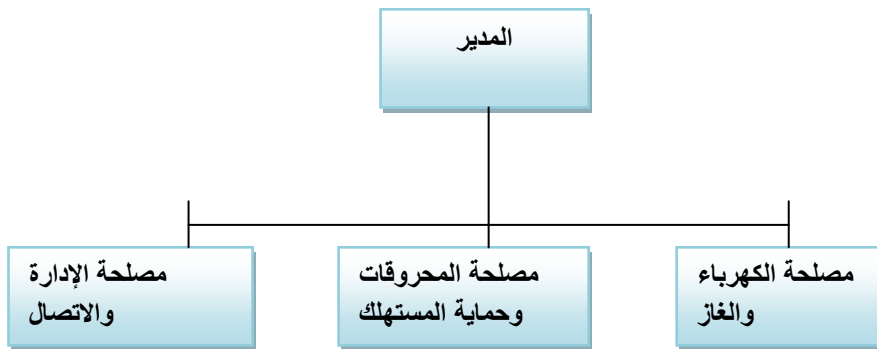 المدير
مصلحة الكهرباء
والغاز
مصلحة المحروقات
وحماية المستهلك
مصلحة الإدارة
والاتصال